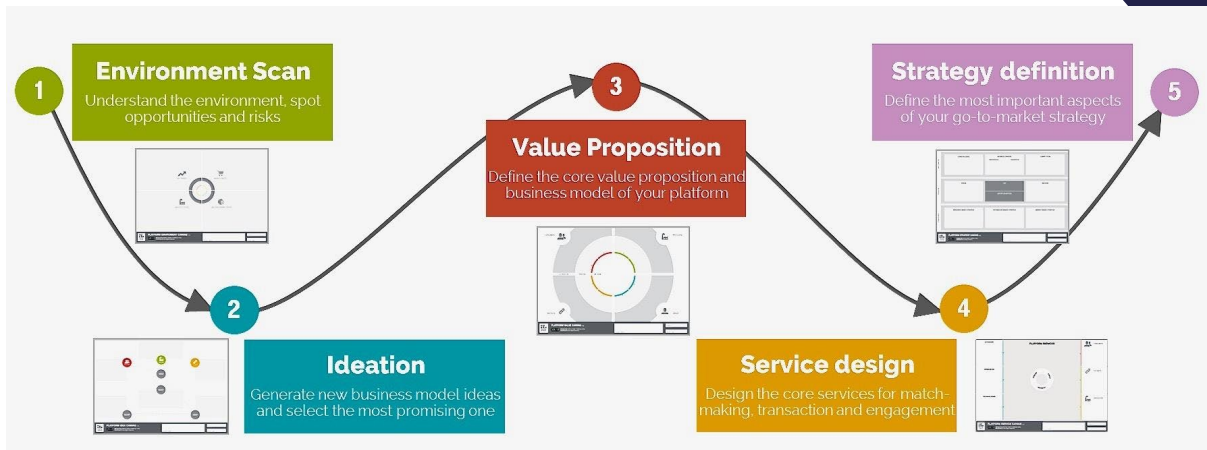 1
Environment Scan
Understand the environment, spot
opportunities and risks
2
Ideation
Generate new business model ideas
and select the most promising one
3
Value Proposition
Define the core value proposition and
business model of your platform
4
Service design
Design the core services for match-
making, transaction and engagement
PLATFORM SERVICES
5
Strategy definition
Define the most important aspects
of your go-to-market strategy